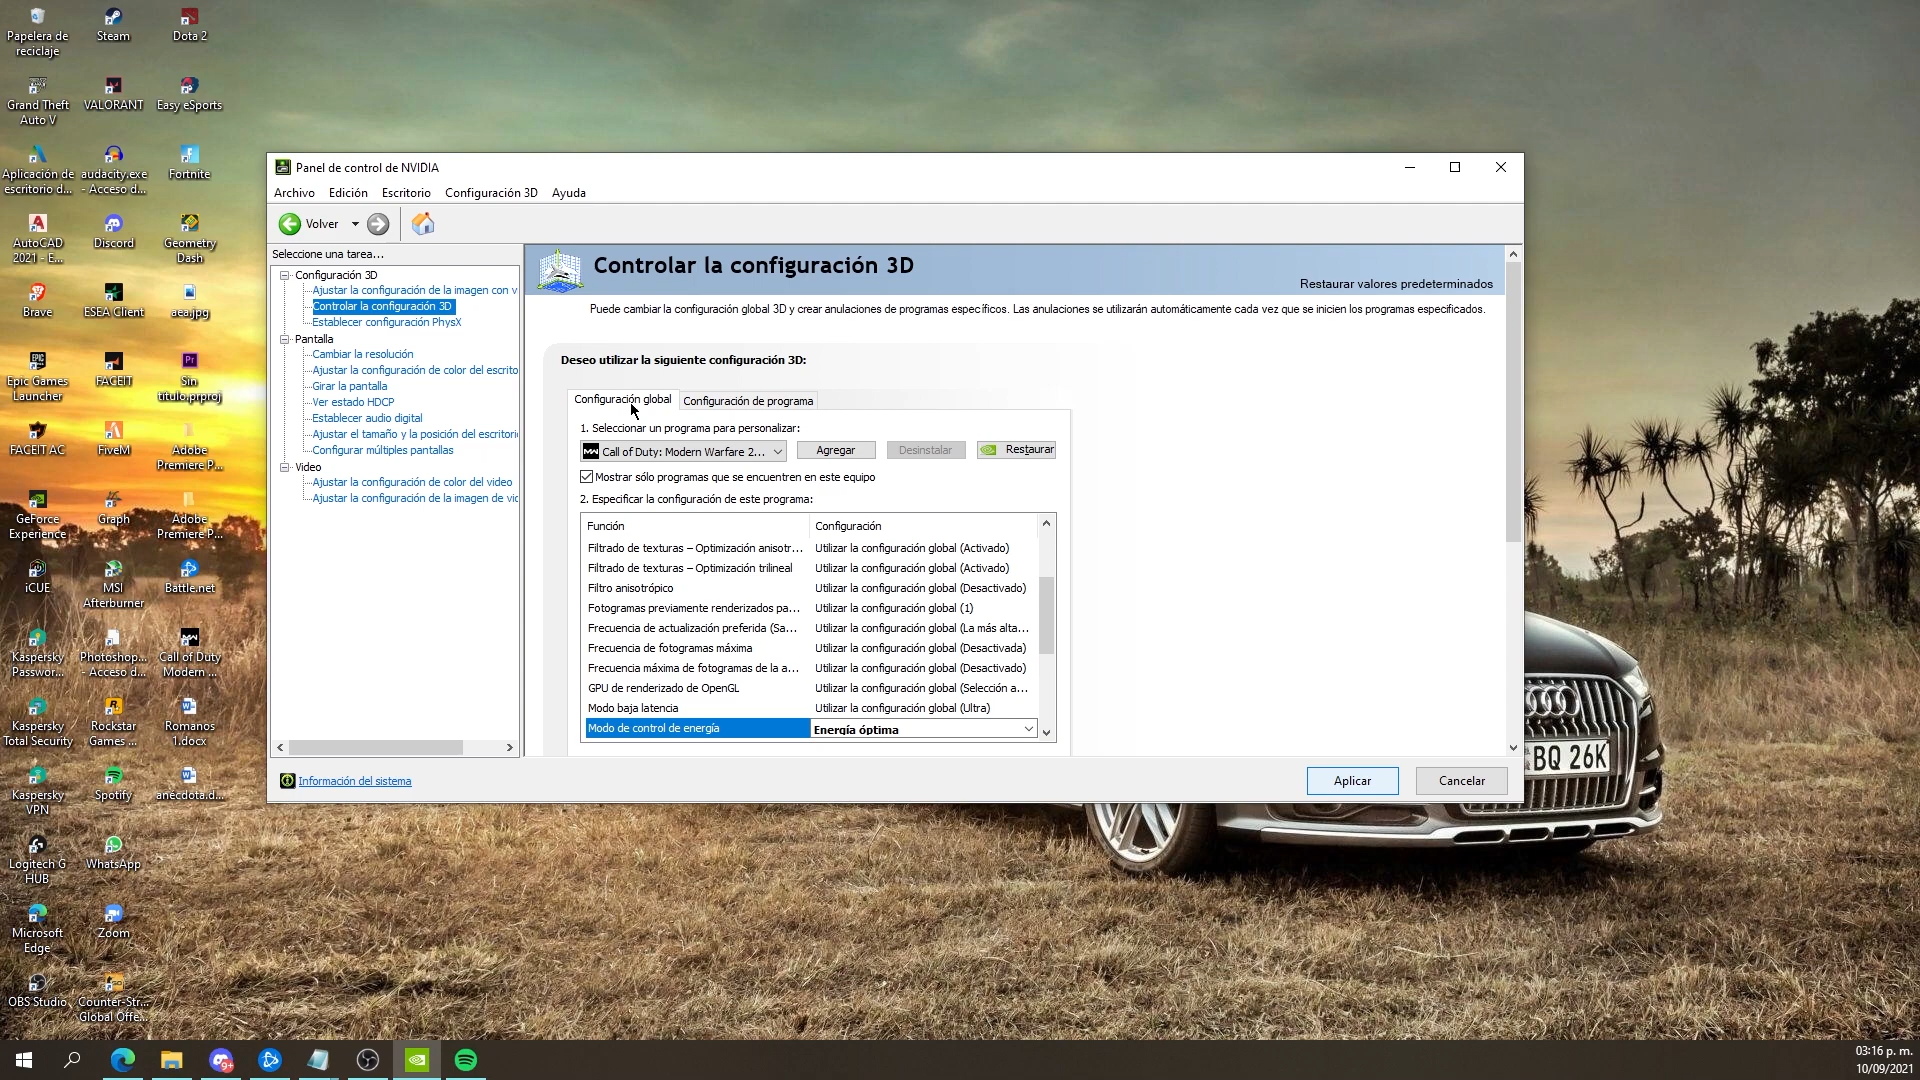 Papelera de reciclaje
Steam
Dota 2
Grand Theft Auto V
VALORANT
Easy eSports
Aplicación de escritorio d...
audacity.exe - Acceso d...
Fortnite
AutoCAD 2021 - E...
Discord
Geometry Dash
Brave
ESEA Client
aea.jpg
Epic Games Launcher
FACEIT
Sin título.prproj
FACEIT AC
FiveM
Adobe Premiere P...
GeForce Experience
Graph
Adobe Premiere P...
iCUE
MSI Afterburner
Battle.net
Kaspersky Passwor...
Photoshop... - Acceso d...
Call of Duty Modern ...
Kaspersky Total Security
Rockstar Games ...
Romanos 1.docx
Kaspersky VPN
Spotify
anécdota.d...
Logitech G HUB
WhatsApp
Microsoft Edge
Zoom
OBS Studio
Counter-Str... Global Offe...
Panel de control de NVIDIA
Archivo Edición Escritorio Configuración 3D Ayuda
Volver
Seleccione una tarea...
Configuración 3D
Ajustar la configuración de la imagen con v
Controlar la configuración 3D
Establecer configuración PhysX
Pantalla
Cambiar la resolución
Ajustar la configuración de color del escrito
Girar la pantalla
Ver estado HDCP
Establecer audio digital
Ajustar el tamaño y la posición del escritori
Configurar múltiples pantallas
Video
Ajustar la configuración de color del video
Ajustar la configuración de la imagen de vid
Controlar la configuración 3D
Restaurar valores predeterminados
Puede cambiar la configuración global 3D y crear anulaciones de programas específicos. Las anulaciones se utilizarán automáticamente cada vez que se inicien los programas especificados.
Deseo utilizar la siguiente configuración 3D:
Configuración global Configuración de programa
1. Seleccionar un programa para personalizar:
Call of Duty: Modern Warfare 2... Agregar Desinstalar Restaurar
Mostrar sólo programas que se encuentren en este equipo
2. Especificar la configuración de este programa:
Función Configuración
Filtrado de texturas – Optimización anisotr... Utilizar la configuración global (Activado)
Filtrado de texturas – Optimización trilineal Utilizar la configuración global (Activado)
Filtro anisotrópico Utilizar la configuración global (Desactivado)
Fotogramas previamente renderizados pa... Utilizar la configuración global (1)
Frecuencia de actualización preferida (Sa... Utilizar la configuración global (La más alta...
Frecuencia de fotogramas máxima Utilizar la configuración global (Desactivada)
Frecuencia máxima de fotogramas de la a... Utilizar la configuración global (Desactivado)
GPU de renderizado de OpenGL Utilizar la configuración global (Selección a...
Modo baja latencia Utilizar la configuración global (Ultra)
Modo de control de energía Energía óptima
Información del sistema
Aplicar Cancelar
BQ 26K
9+
03:16 p. m.
10/09/2021